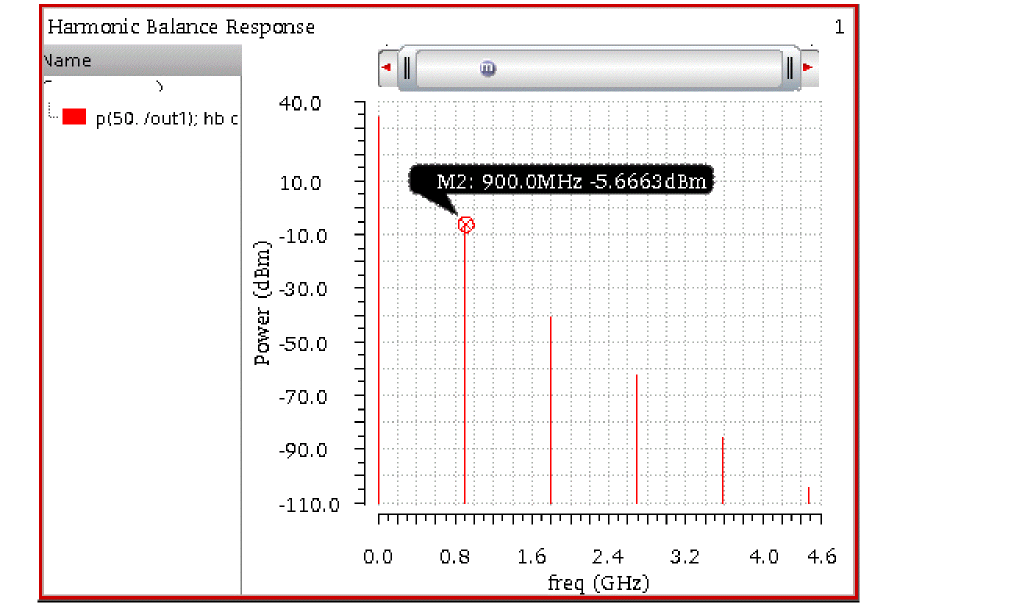 Harmonic Balance Response
1
Name
p(50. /out1); hb c
m
M2: 900.0MHz -5.6663dBm
Power (dBm)
40.0
10.0
-10.0
-30.0
-50.0
-70.0
-90.0
-110.0
0.0 0.8 1.6 2.4 3.2 4.0 4.6
freq (GHz)